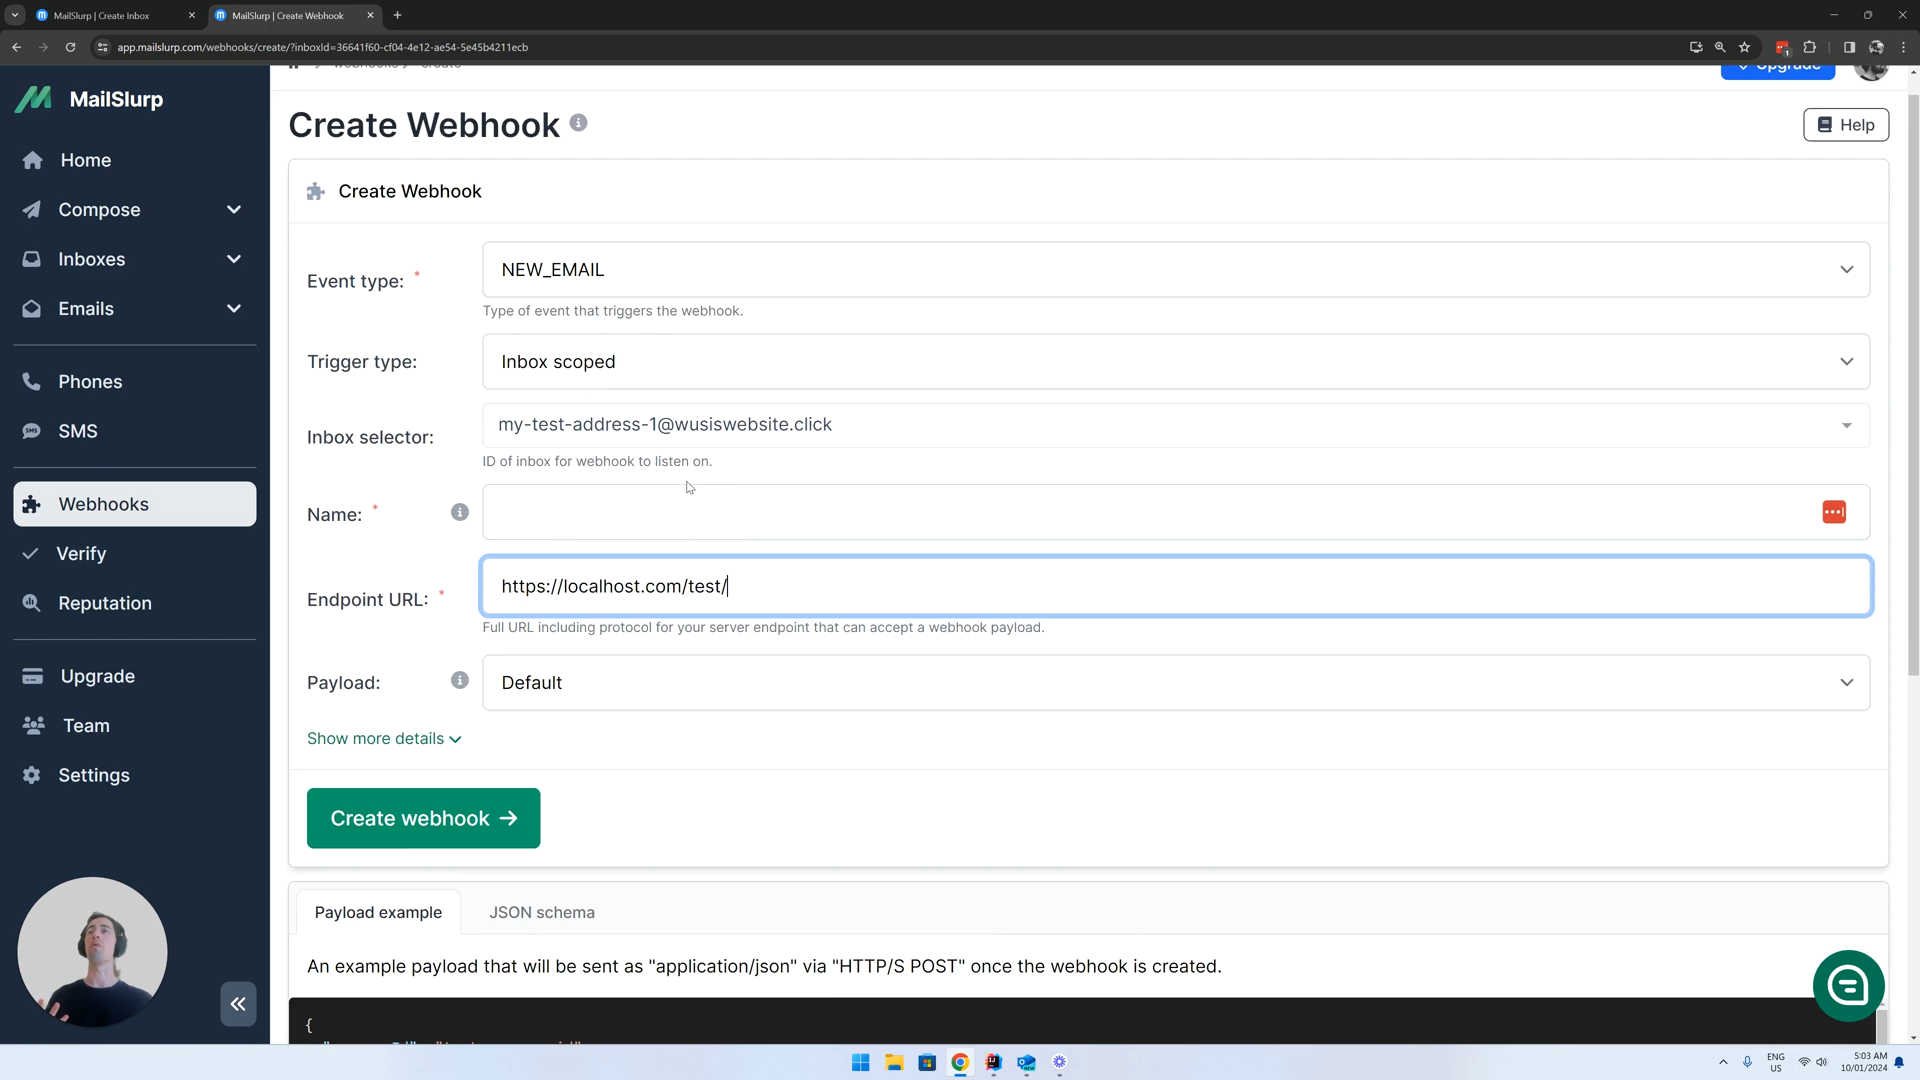 MailSlurp | Create Inbox
MailSlurp | Create Webhook
app.mailslurp.com/webhooks/create/?inboxId=36641f60-cf04-4e12-ae54-5e45b4211ecb
1
MailSlurp
Home
Compose
Inboxes
Emails
Phones
SMS
Webhooks
Verify
Reputation
Upgrade
Team
Settings
webhooks / create
Upgrade
Create Webhook
Help
Create Webhook
Event type: *
NEW_EMAIL
Type of event that triggers the webhook.
Trigger type:
Inbox scoped
Inbox selector:
my-test-address-1@wusiswebsite.click
ID of inbox for webhook to listen on.
Name: *
Endpoint URL: *
https://localhost.com/test/
Full URL including protocol for your server endpoint that can accept a webhook payload.
Payload:
Default
Show more details
Create webhook
Payload example
JSON schema
An example payload that will be sent as "application/json" via "HTTP/S POST" once the webhook is created.
{
ENG
US
5:03 AM
10/01/2024